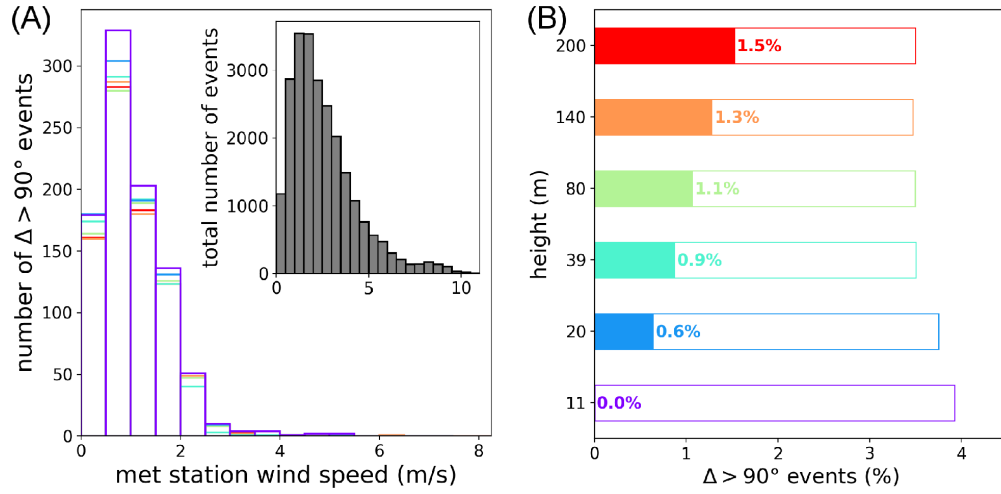 (A)
number of Δ > 90° events
300
250
200
150
100
50
0
0 2 4 6 8
met station wind speed (m/s)
total number of events
3000
2000
1000
0
0 5 10
(B)
height (m)
200
1.5%
140
1.3%
80
1.1%
39
0.9%
20
0.6%
11
0.0%
0 1 2 3 4
Δ > 90° events (%)